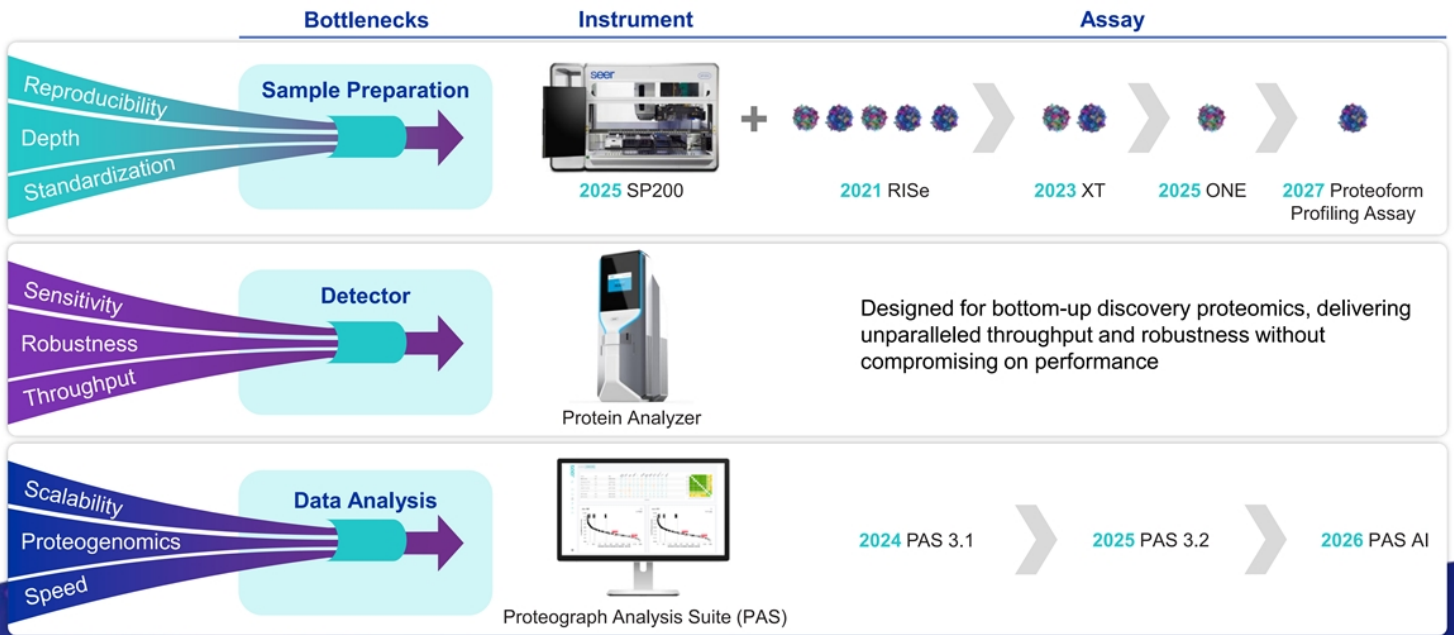 Bottlenecks
Instrument
Assay
Reproducibility
Depth
Standardization
Sample Preparation
seer
2025 SP200
+
2021 RISe
2023 XT
2025 ONE
2027 Proteoform
Profiling Assay
Sensitivity
Robustness
Throughput
Detector
Protein Analyzer
Designed for bottom-up discovery proteomics, delivering
unparalleled throughput and robustness without
compromising on performance
Scalability
Proteogenomics
Speed
Data Analysis
Proteograph Analysis Suite (PAS)
2024 PAS 3.1
2025 PAS 3.2
2026 PAS AI